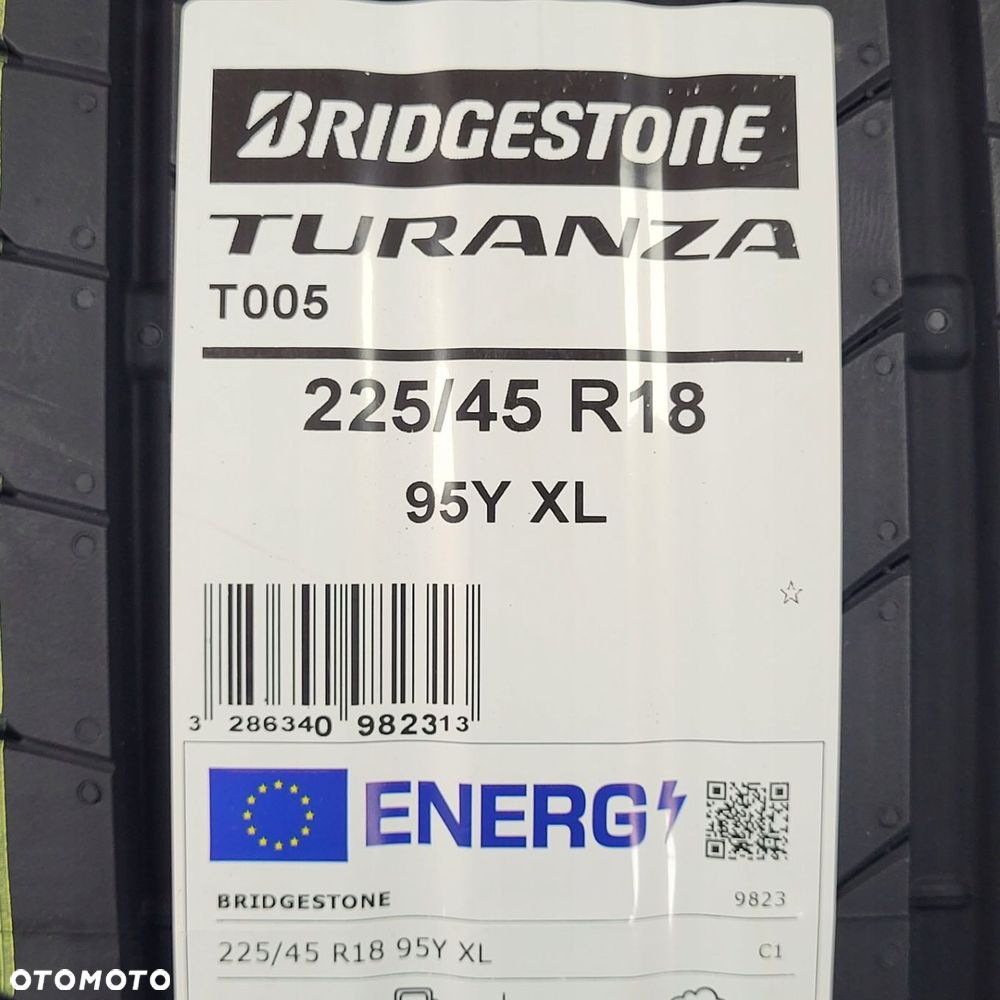 BRIDGESTONE
TURANZA
T005
225/45 R18
95Y XL
3 286340 982313
ENERG
BRIDGESTONE 9823
225/45 R18 95Y XL C1
OTOMOTO